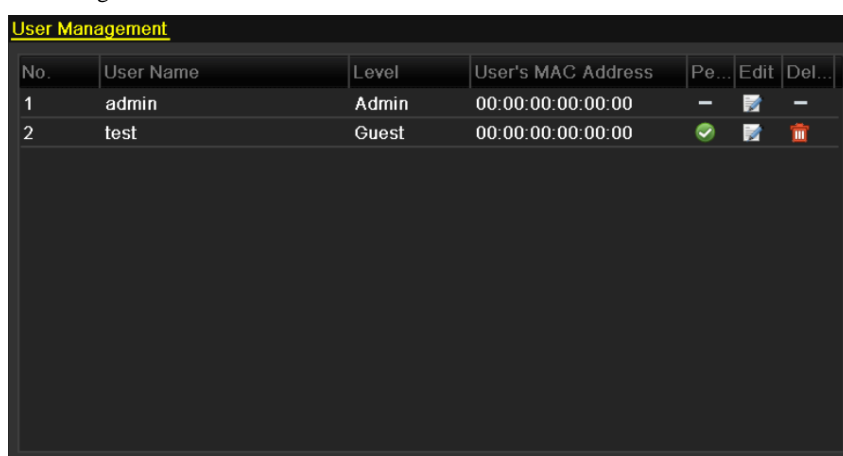 User Management
No. User Name Level User's MAC Address Pe... Edit Del...
1 admin Admin 00:00:00:00:00:00 –
2 test Guest 00:00:00:00:00:00